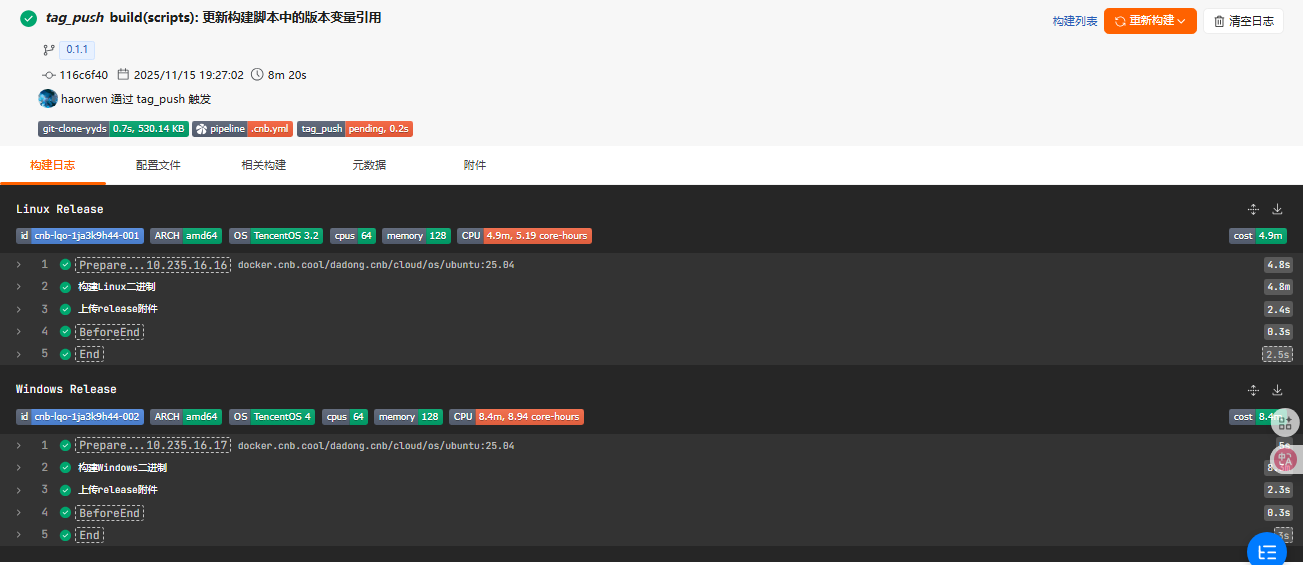 tag_push build(scripts): 更新构建脚本中的版本变量引用
构建列表 重新构建 清空日志
0.1.1
116c6f40 2025/11/15 19:27:02 8m 20s
haorwen 通过 tag_push 触发
git-clone-yyds 0.7s, 530.14 KB pipeline .cnb.yml tag_push pending, 0.2s
构建日志 配置文件 相关构建 元数据 附件
Linux Release
id cnb-lqo-1ja3k9h44-001 ARCH amd64 OS TencentOS 3.2 cpus 64 memory 128 CPU 4.9m, 5.19 core-hours cost 4.9m
1 Prepare...10.235.16.16 docker.cnb.cool/dadong.cnb/cloud/os/ubuntu:25.04 4.8s
2 构建Linux二进制 4.8m
3 上传release附件 2.4s
4 BeforeEnd 0.3s
5 End 2.5s
Windows Release
id cnb-lqo-1ja3k9h44-002 ARCH amd64 OS TencentOS 4 cpus 64 memory 128 CPU 8.4m, 8.94 core-hours cost 8.4m
1 Prepare...10.235.16.17 docker.cnb.cool/dadong.cnb/cloud/os/ubuntu:25.04
2 构建Windows二进制
3 上传release附件 2.3s
4 BeforeEnd 0.3s
5 End